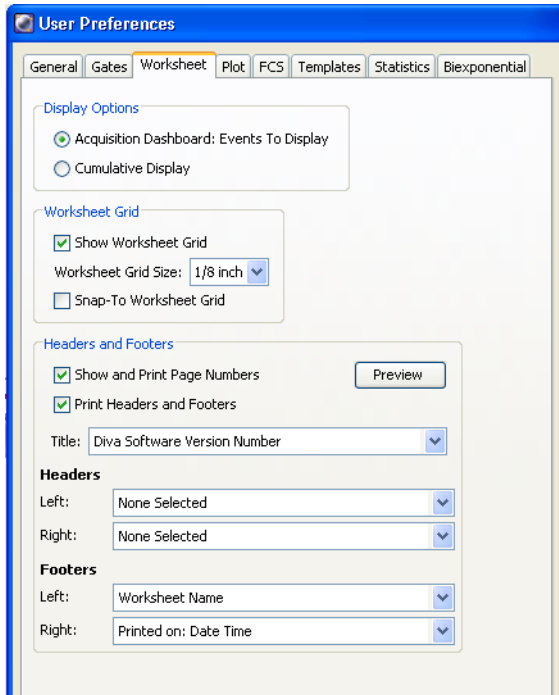 User Preferences
General Gates Worksheet Plot FCS Templates Statistics Biexponential
Display Options
Acquisition Dashboard: Events To Display
Cumulative Display
Worksheet Grid
Show Worksheet Grid
Worksheet Grid Size: 1/8 inch
Snap-To Worksheet Grid
Headers and Footers
Show and Print Page Numbers Preview
Print Headers and Footers
Title: Diva Software Version Number
Headers
Left: None Selected
Right: None Selected
Footers
Left: Worksheet Name
Right: Printed on: Date Time